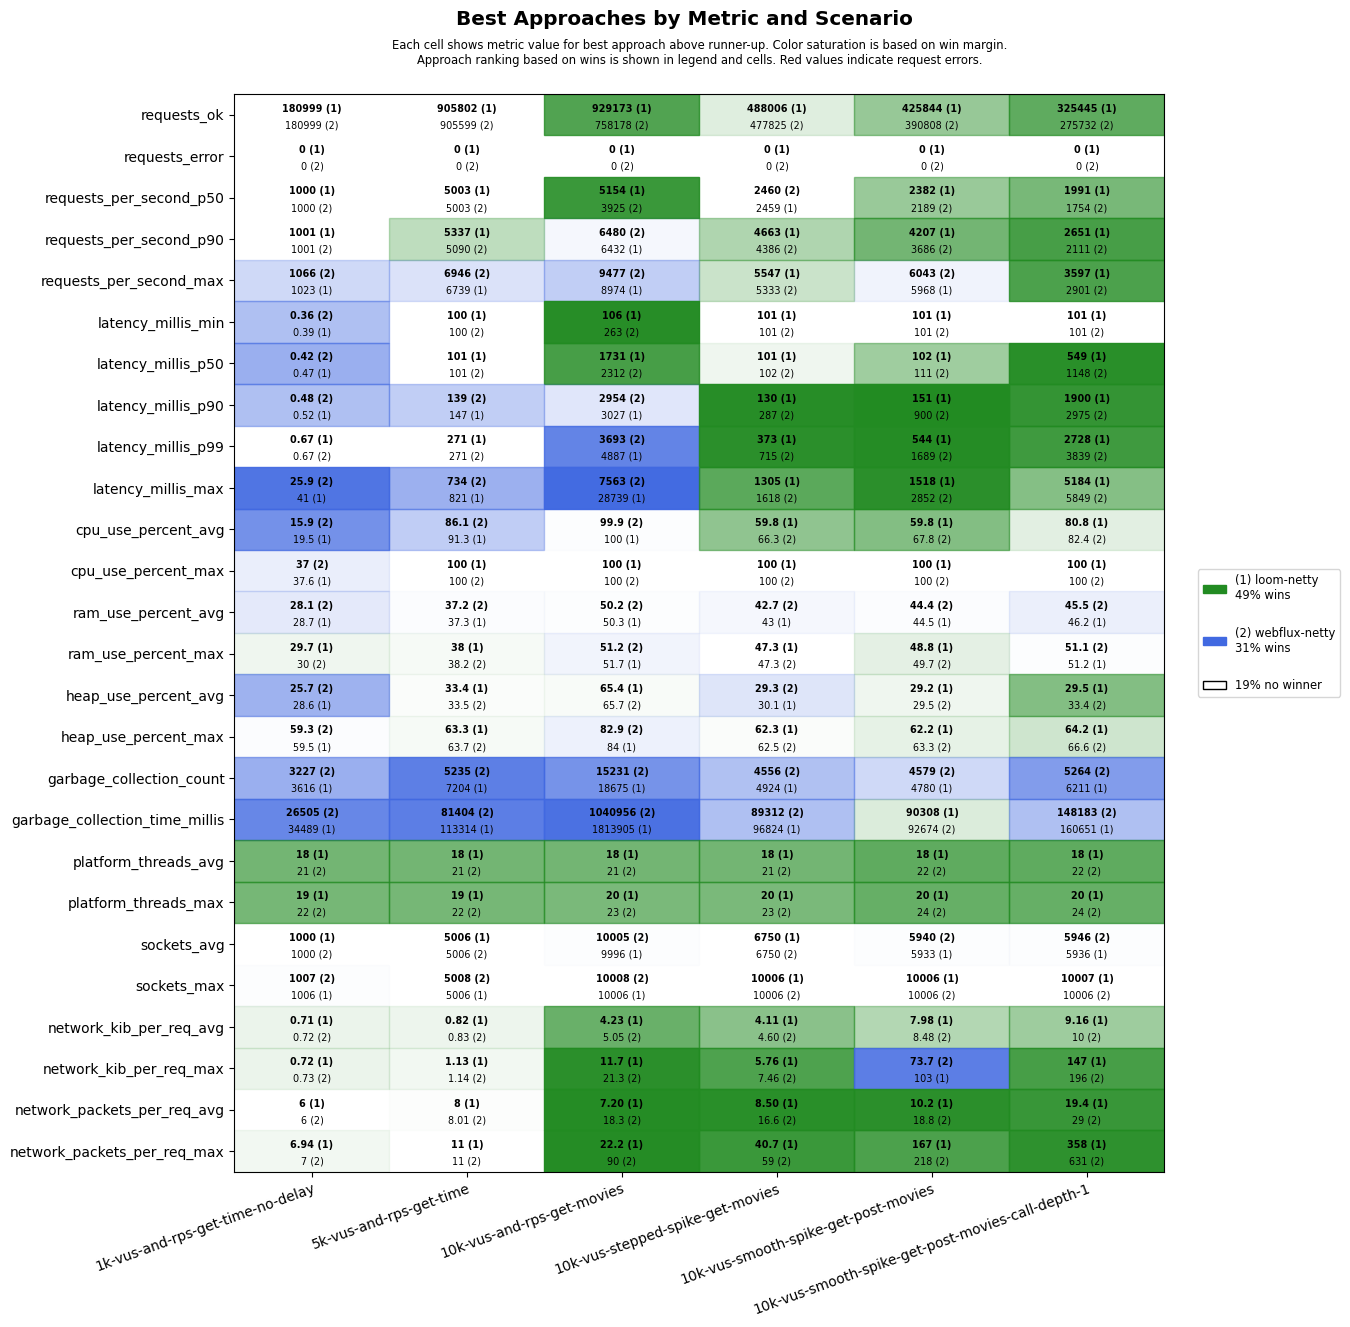 Best Approaches by Metric and Scenario
Each cell shows metric value for best approach above runner-up. Color saturation is based on win margin.
Approach ranking based on wins is shown in legend and cells. Red values indicate request errors.
requests_ok
180999 (1) 905802 (1) 929173 (1) 488006 (1) 425844 (1) 325445 (1)
180999 (2) 905599 (2) 758178 (2) 477825 (2) 390808 (2) 275732 (2)
requests_error
0 (1) 0 (1) 0 (1) 0 (1) 0 (1) 0 (1)
0 (2) 0 (2) 0 (2) 0 (2) 0 (2) 0 (2)
requests_per_second_p50
1000 (1) 5003 (1) 5154 (1) 2460 (2) 2382 (1) 1991 (1)
1000 (2) 5003 (2) 3925 (2) 2459 (1) 2189 (2) 1754 (2)
requests_per_second_p90
1001 (1) 5337 (1) 6480 (2) 4663 (1) 4207 (1) 2651 (1)
1001 (2) 5090 (2) 6432 (1) 4386 (2) 3686 (2) 2111 (2)
requests_per_second_max
1066 (2) 6946 (2) 9477 (2) 5547 (1) 6043 (2) 3597 (1)
1023 (1) 6739 (1) 8974 (1) 5333 (2) 5968 (1) 2901 (2)
latency_millis_min
0.36 (2) 100 (1) 106 (1) 101 (1) 101 (1) 101 (1)
0.39 (1) 100 (2) 263 (2) 101 (2) 101 (2) 101 (2)
latency_millis_p50
0.42 (2) 101 (1) 1731 (1) 101 (1) 102 (1) 549 (1)
0.47 (1) 101 (2) 2312 (2) 102 (2) 111 (2) 1148 (2)
latency_millis_p90
0.48 (2) 139 (2) 2954 (2) 130 (1) 151 (1) 1900 (1)
0.52 (1) 147 (1) 3027 (1) 287 (2) 900 (2) 2975 (2)
latency_millis_p99
0.67 (1) 271 (1) 3693 (2) 373 (1) 544 (1) 2728 (1)
0.67 (2) 271 (2) 4887 (1) 715 (2) 1689 (2) 3839 (2)
latency_millis_max
25.9 (2) 734 (2) 7563 (2) 1305 (1) 1518 (1) 5184 (1)
41 (1) 821 (1) 28739 (1) 1618 (2) 2852 (2) 5849 (2)
cpu_use_percent_avg
15.9 (2) 86.1 (2) 99.9 (2) 59.8 (1) 59.8 (1) 80.8 (1)
19.5 (1) 91.3 (1) 100 (1) 66.3 (2) 67.8 (2) 82.4 (2)
cpu_use_percent_max
37 (2) 100 (1) 100 (1) 100 (1) 100 (1) 100 (1)
37.6 (1) 100 (2) 100 (2) 100 (2) 100 (2) 100 (2)
ram_use_percent_avg
28.1 (2) 37.2 (2) 50.2 (2) 42.7 (2) 44.4 (2) 45.5 (2)
28.7 (1) 37.3 (1) 50.3 (1) 43 (1) 44.5 (1) 46.2 (1)
ram_use_percent_max
29.7 (1) 38 (1) 51.2 (2) 47.3 (1) 48.8 (1) 51.1 (2)
30 (2) 38.2 (2) 51.7 (1) 47.3 (2) 49.7 (2) 51.2 (1)
heap_use_percent_avg
25.7 (2) 33.4 (1) 65.4 (1) 29.3 (2) 29.2 (1) 29.5 (1)
28.6 (1) 33.5 (2) 65.7 (2) 30.1 (1) 29.5 (2) 33.4 (2)
heap_use_percent_max
59.3 (2) 63.3 (1) 82.9 (2) 62.3 (1) 62.2 (1) 64.2 (1)
59.5 (1) 63.7 (2) 84 (1) 62.5 (2) 63.3 (2) 66.6 (2)
garbage_collection_count
3227 (2) 5235 (2) 15231 (2) 4556 (2) 4579 (2) 5264 (2)
3616 (1) 7204 (1) 18675 (1) 4924 (1) 4780 (1) 6211 (1)
garbage_collection_time_millis
26505 (2) 81404 (2) 1040956 (2) 89312 (2) 90308 (1) 148183 (2)
34489 (1) 113314 (1) 1813905 (1) 96824 (1) 92674 (2) 160651 (1)
platform_threads_avg
18 (1) 18 (1) 18 (1) 18 (1) 18 (1) 18 (1)
21 (2) 21 (2) 21 (2) 21 (2) 22 (2) 22 (2)
platform_threads_max
19 (1) 19 (1) 20 (1) 20 (1) 20 (1) 20 (1)
22 (2) 22 (2) 23 (2) 23 (2) 24 (2) 24 (2)
sockets_avg
1000 (1) 5006 (1) 10005 (2) 6750 (1) 5940 (2) 5946 (2)
1000 (2) 5006 (2) 9996 (1) 6750 (2) 5933 (1) 5936 (1)
sockets_max
1007 (2) 5008 (2) 10008 (2) 10006 (1) 10006 (1) 10007 (1)
1006 (1) 5006 (1) 10006 (1) 10006 (2) 10006 (2) 10006 (2)
network_kib_per_req_avg
0.71 (1) 0.82 (1) 4.23 (1) 4.11 (1) 7.98 (1) 9.16 (1)
0.72 (2) 0.83 (2) 5.05 (2) 4.60 (2) 8.48 (2) 10 (2)
network_kib_per_req_max
0.72 (1) 1.13 (1) 11.7 (1) 5.76 (1) 73.7 (2) 147 (1)
0.73 (2) 1.14 (2) 21.3 (2) 7.46 (2) 103 (1) 196 (2)
network_packets_per_req_avg
6 (1) 8 (1) 7.20 (1) 8.50 (1) 10.2 (1) 19.4 (1)
6 (2) 8.01 (2) 18.3 (2) 16.6 (2) 18.8 (2) 29 (2)
network_packets_per_req_max
6.94 (1) 11 (1) 22.2 (1) 40.7 (1) 167 (1) 358 (1)
7 (2) 11 (2) 90 (2) 59 (2) 218 (2) 631 (2)
1k-vus-and-rps-get-time-no-delay
5k-vus-and-rps-get-time
10k-vus-and-rps-get-movies
10k-vus-stepped-spike-get-movies
10k-vus-smooth-spike-get-post-movies
10k-vus-smooth-spike-get-post-movies-call-depth-1
(1) loom-netty
49% wins
(2) webflux-netty
31% wins
19% no winner